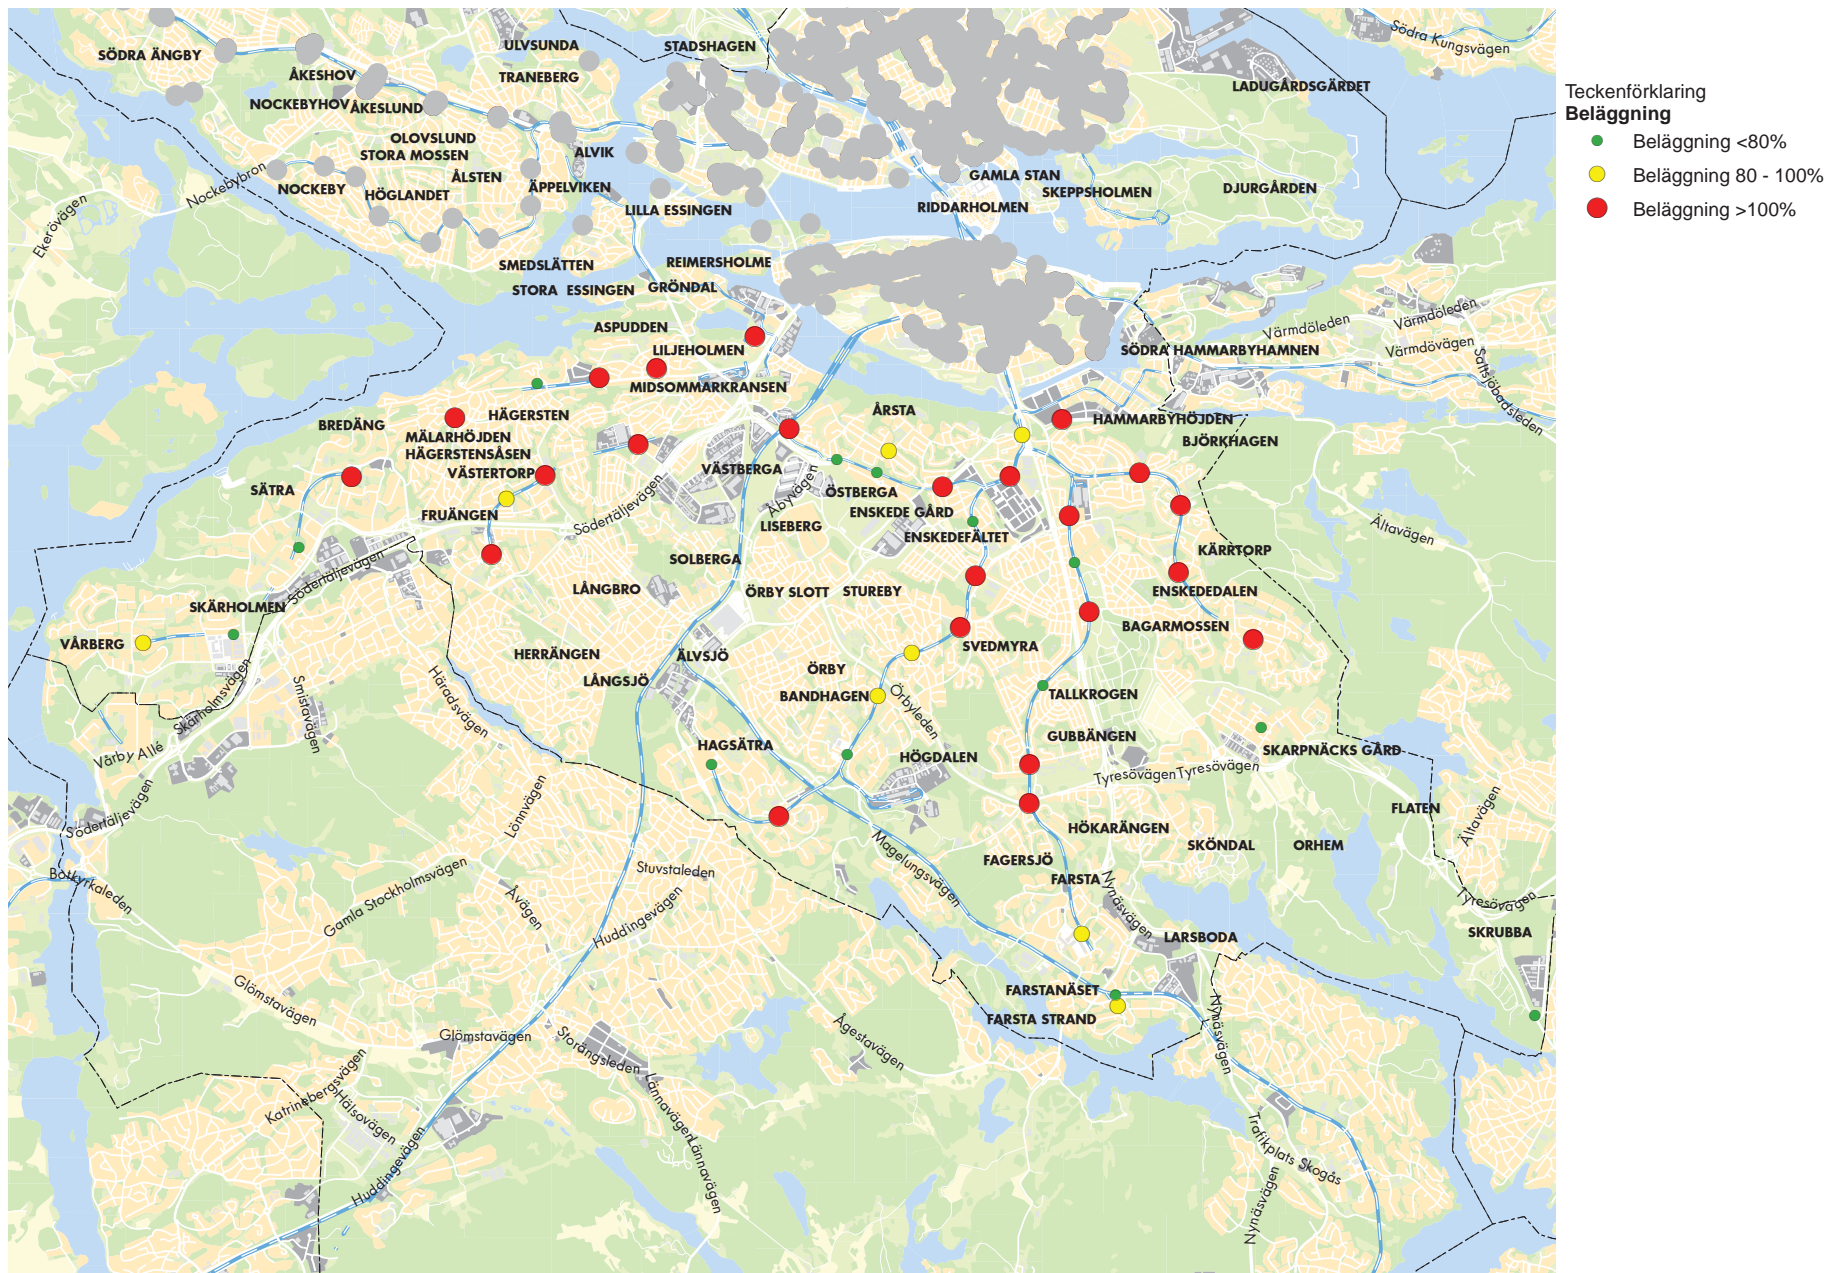 Teckenförklaring
Beläggning
Beläggning <80%
Beläggning 80 - 100%
Beläggning >100%
SÖDRA ÄNGBY
ULVSUNDA
STADSHAGEN
Södra Kungsvägen
ÅKESHOV
TRANEBERG
LADUGÅRDSGÄRDET
NOCKEBYHOV
ÅKESLUND
OLOVSLUND
STORA MOSSEN
ALVIK
Nockebybron
NOCKEBY
HÖGLANDET
ÅLSTEN
ÄPPELVIKEN
GAMLA STAN
SKEPPSHOLMEN
DJURGÅRDEN
LILLA ESSINGEN
RIDDARHOLMEN
Ekerövägen
SMEDSLÄTTEN
REIMERSHOLME
STORA ESSINGEN
GRÖNDAL
ASPUDDEN
Värmdöleden
Värmdöleden
LILJEHOLMEN
SÖDRA HAMMARBYHAMNEN
Värmdövägen
Saltsjöbadsleden
MIDSOMMARKRANSEN
HÄGERSTEN
ÅRSTA
HAMMARBYHÖJDEN
BREDÄNG
MÄLARHÖJDEN
BJÖRKHAGEN
HÄGERSTENSÅSEN
VÄSTERTORP
VÄSTBERGA
SÄTRA
Åbyvägen
ÖSTBERGA
FRUÄNGEN
Södertäljevägen
LISEBERG
ENSKEDE GÅRD
ENSKEDEFÄLTET
Ältavägen
SOLBERGA
KÄRRTORP
Södertäljevägen
LÅNGBRO
ÖRBY SLOTT
STUREBY
ENSKEDEDALEN
SKÄRHOLMEN
BAGARMOSSEN
VÅRBERG
HERRÄNGEN
ÄLVSJÖ
SVEDMYRA
ÖRBY
LÅNGSJÖ
Skärholmsvägen
Smistavägen
Häradsvägen
BANDHAGEN
Örbyleden
TALLKROGEN
GUBBÄNGEN
Vårby Allé
HAGSÄTRA
HÖGDALEN
SKARPNÄCKS GÅRD
Tyresövägen
Tyresövägen
Södertäljevägen
Lönnvägen
FLATEN
Ältavägen
HÖKARÄNGEN
SKÖNDAL
ORHEM
Magelungsvägen
FAGERSJÖ
Botkyrkaleden
Stuvstaleden
FARSTA
Gamla Stockholmsvägen
Åvägen
Huddingevägen
Nynäsvägen
Tyresövägen
SKRUBBA
LARSBODA
Glömstavägen
FARSTANÄSET
FARSTA STRAND
Glömstavägen
Storängsleden
Ågestavägen
Nynäsvägen
Katrinebergsvägen
Hälsovägen
Lännavägen
Huddingevägen
Lännavägen
Trafikplats Skogås
Nynäsvägen